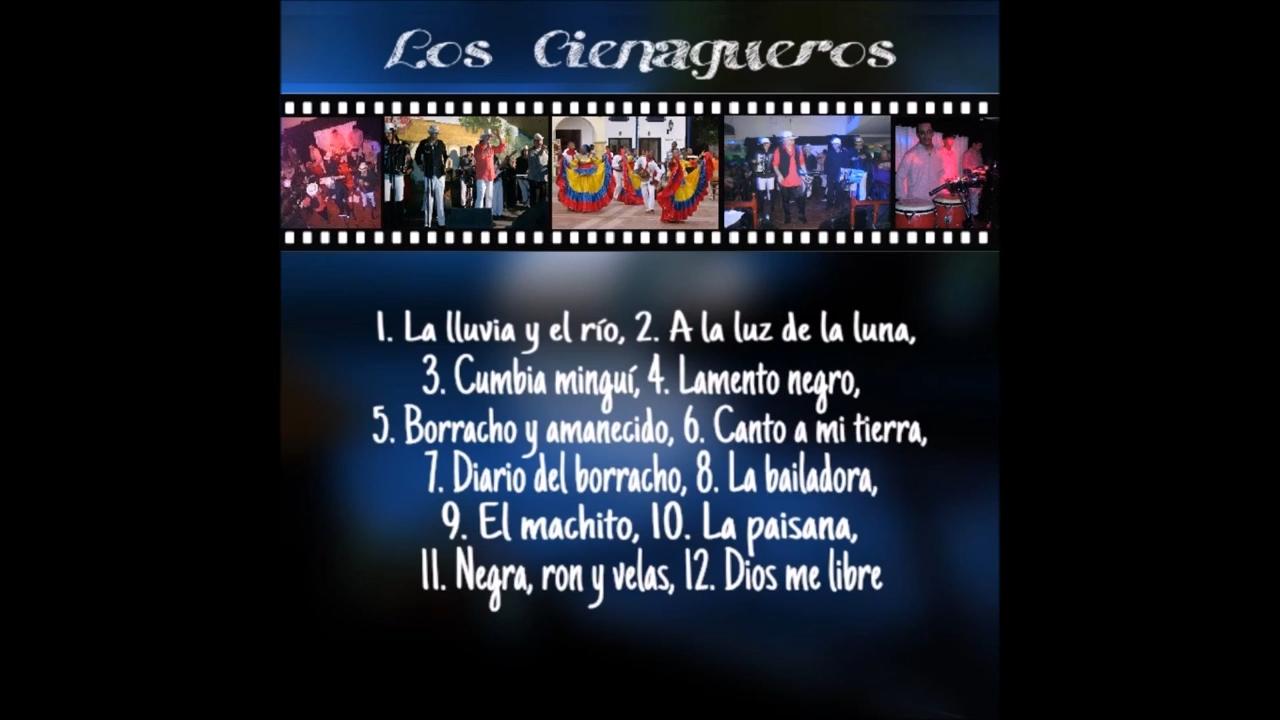 Los Cienagueros
1. La lluvia y el río, 2. A la luz de la luna,
3. Cumbia minguí, 4. Lamento negro,
5. Borracho y amanecido, 6. Canto a mi tierra,
7. Diario del borracho, 8. La bailadora,
9. El machito, 10. La paisana,
11. Negra, ron y velas, 12. Dios me libre